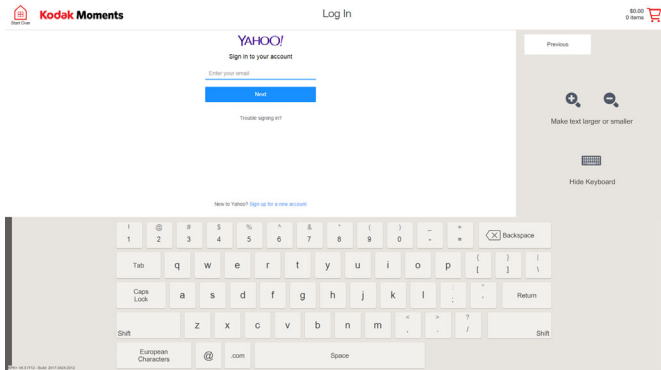 Kodak Moments
Log In
$0.00
0 items
Start Over
YAHOO!
Sign in to your account
Enter your email
Next
Trouble signing in?
New to Yahoo? Sign up for a new account
Previous
Make text larger or smaller
Hide Keyboard
! @ # $ % ^ & * ( ) _ +
1 2 3 4 5 6 7 8 9 0 - = Backspace
{ } |
Tab q w e r t y u i o p [ ] \
: "
Caps Lock a s d f g h j k l ; ' Return
< > ?
Shift z x c v b n m , . / Shift
European Characters @ .com Space